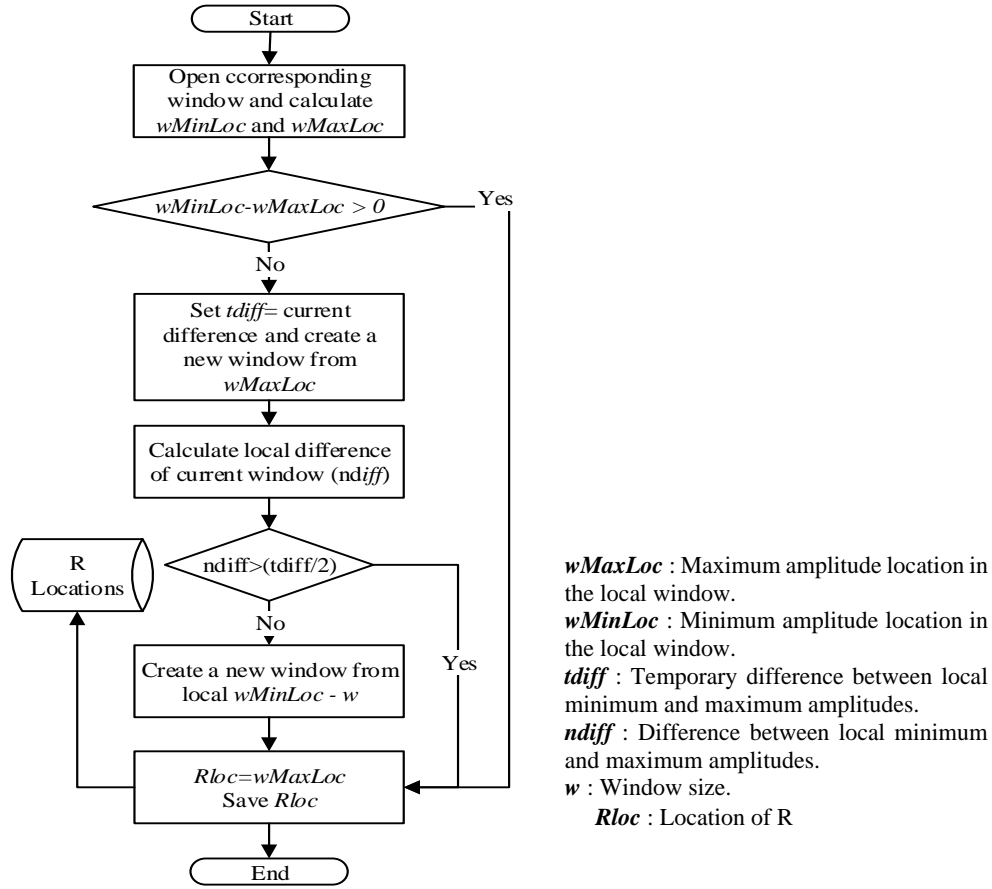 Start
Open ccorresponding
window and calculate
wMinLoc and wMaxLoc
wMinLoc-wMaxLoc > 0
Yes
No
Set tdiff= current
difference and create a
new window from
wMaxLoc
Calculate local difference
of current window (ndiff)
ndiff>(tdiff/2)
R
Locations
No
Yes
Create a new window from
local wMinLoc - w
Rloc=wMaxLoc
Save Rloc
End
wMaxLoc : Maximum amplitude location in
the local window.
wMinLoc : Minimum amplitude location in
the local window.
tdiff : Temporary difference between local
minimum and maximum amplitudes.
ndiff : Difference between local minimum
and maximum amplitudes.
w : Window size.
Rloc : Location of R